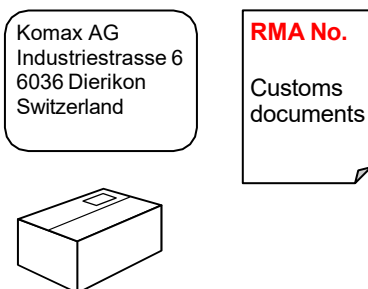 Komax AG
Industriestrasse 6
6036 Dierikon
Switzerland
RMA No.
Customs
documents